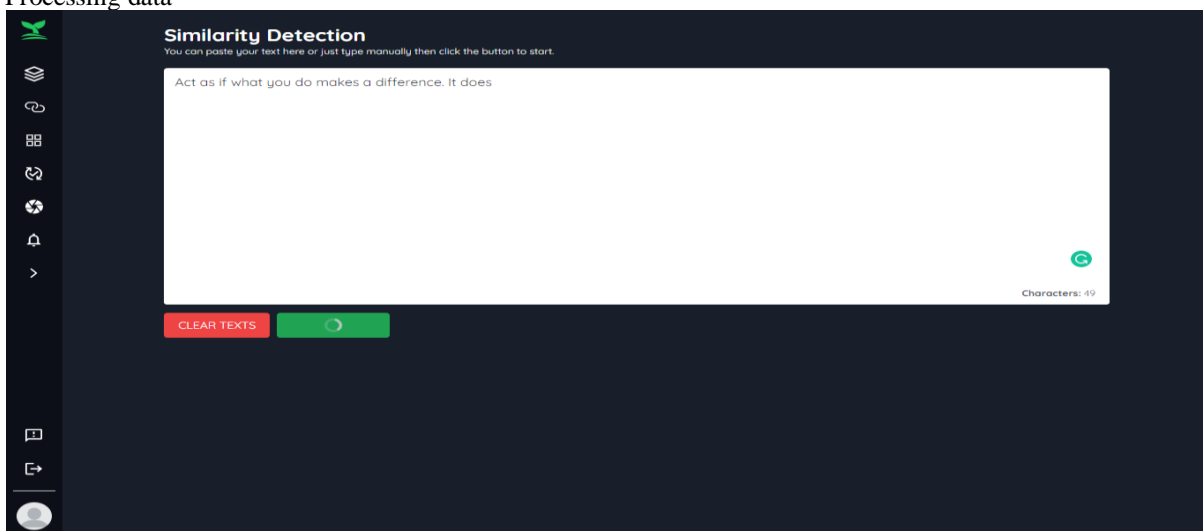 Processing data
Similarity Detection
You can paste your text here or just type manually then click the button to start.
Act as if what you do makes a difference. It does
Characters: 49
CLEAR TEXTS